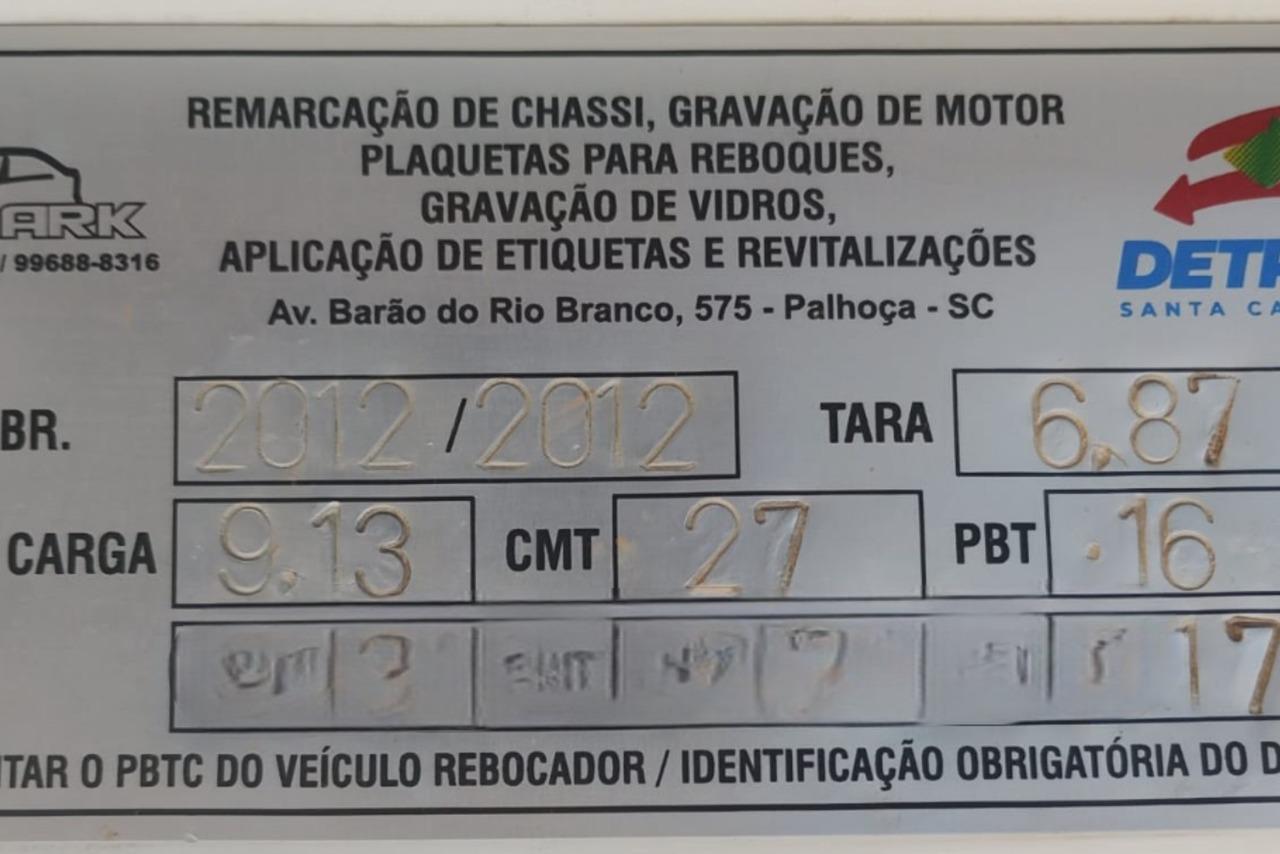 REMARCAÇÃO DE CHASSI, GRAVAÇÃO DE MOTOR
PLAQUETAS PARA REBOQUES,
GRAVAÇÃO DE VIDROS,
APLICAÇÃO DE ETIQUETAS E REVITALIZAÇÕES
Av. Barão do Rio Branco, 575 - Palhoça - SC
ARK
/ 99688-8316
DETR
SANTA CA
BR. 2012 / 2012 TARA 6.87
CARGA 9.13 CMT 27 PBT .16
17
TAR O PBTC DO VEÍCULO REBOCADOR / IDENTIFICAÇÃO OBRIGATÓRIA DO D